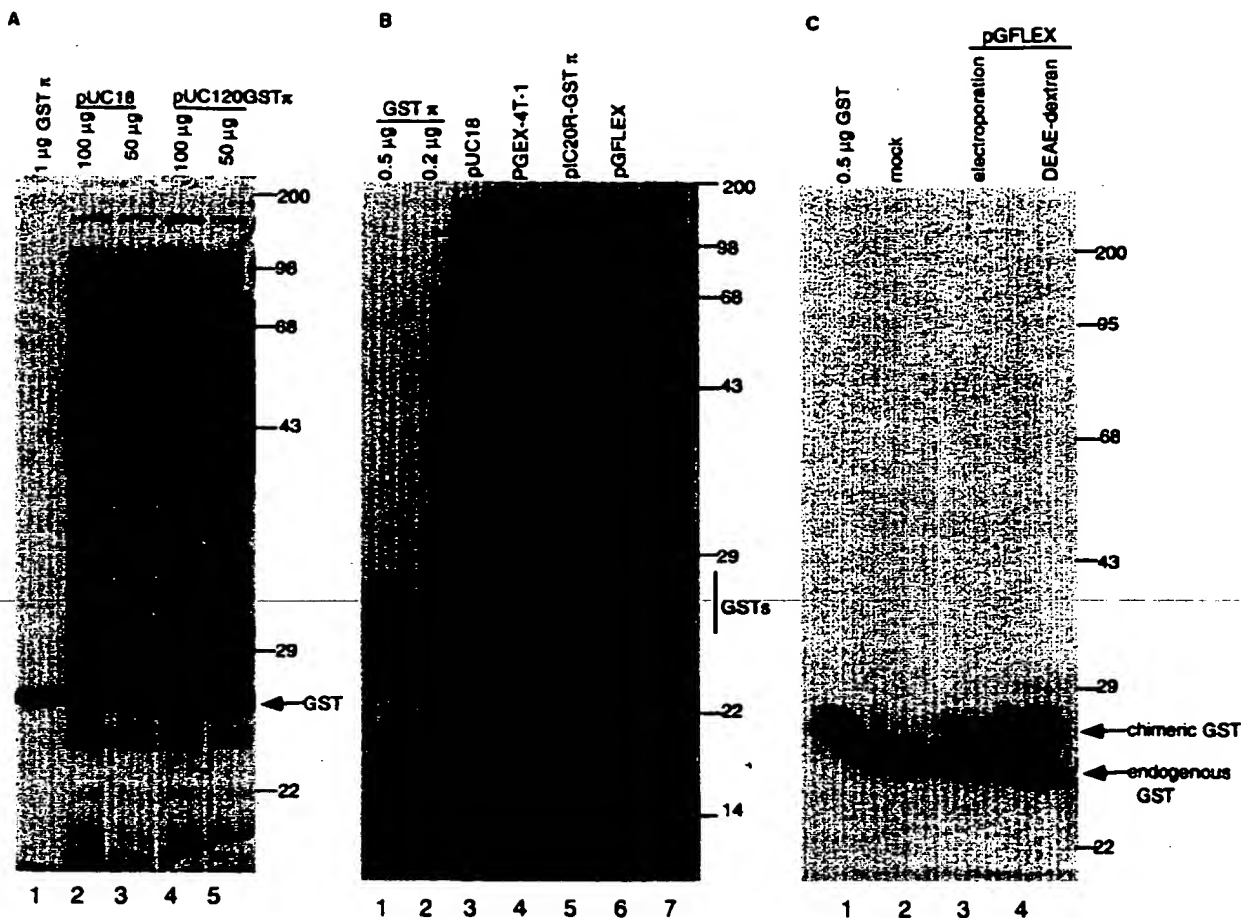 A
1 µg GST π
pUC18
100 µg
50 µg
pUC120GSTπ
100 µg
50 µg
200
98
68
43
29
GST
22
1 2 3 4 5
B
GST π
0.5 µg
0.2 µg
pUC18
PGEX-4T-1
pIC20R-GST π
pGFLEX
200
98
68
43
29
GSTs
22
14
1 2 3 4 5 6 7
C
pGFLEX
0.5 µg GST
mock
electroporation
DEAE-dextran
200
95
68
43
29
chimeric GST
endogenous
GST
22
1 2 3 4